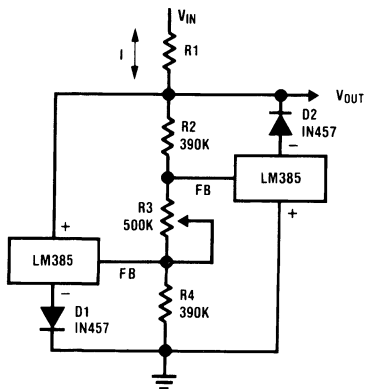 VIN
I
R1
VOUT
D2
IN457
R2
390K
−
FB
LM385
R3
500K
+
+
LM385
FB
−
D1
IN457
R4
390K